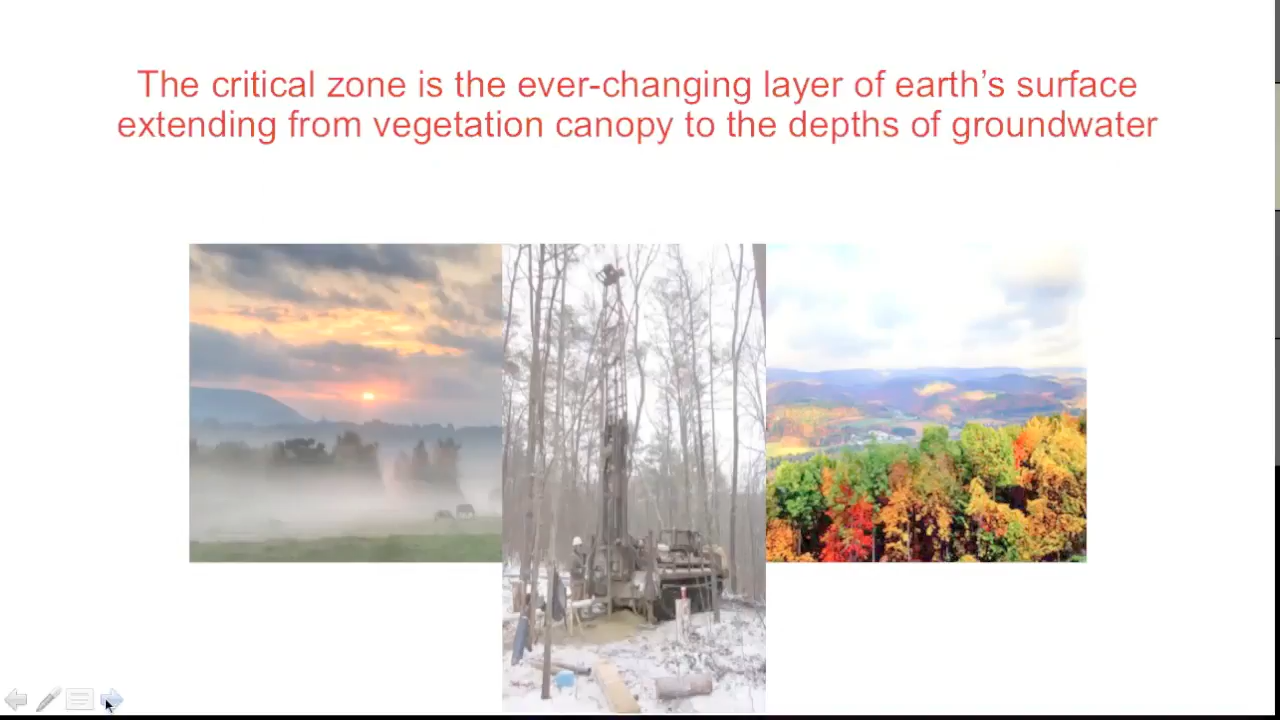 The critical zone is the ever-changing layer of earth’s surface
extending from vegetation canopy to the depths of groundwater